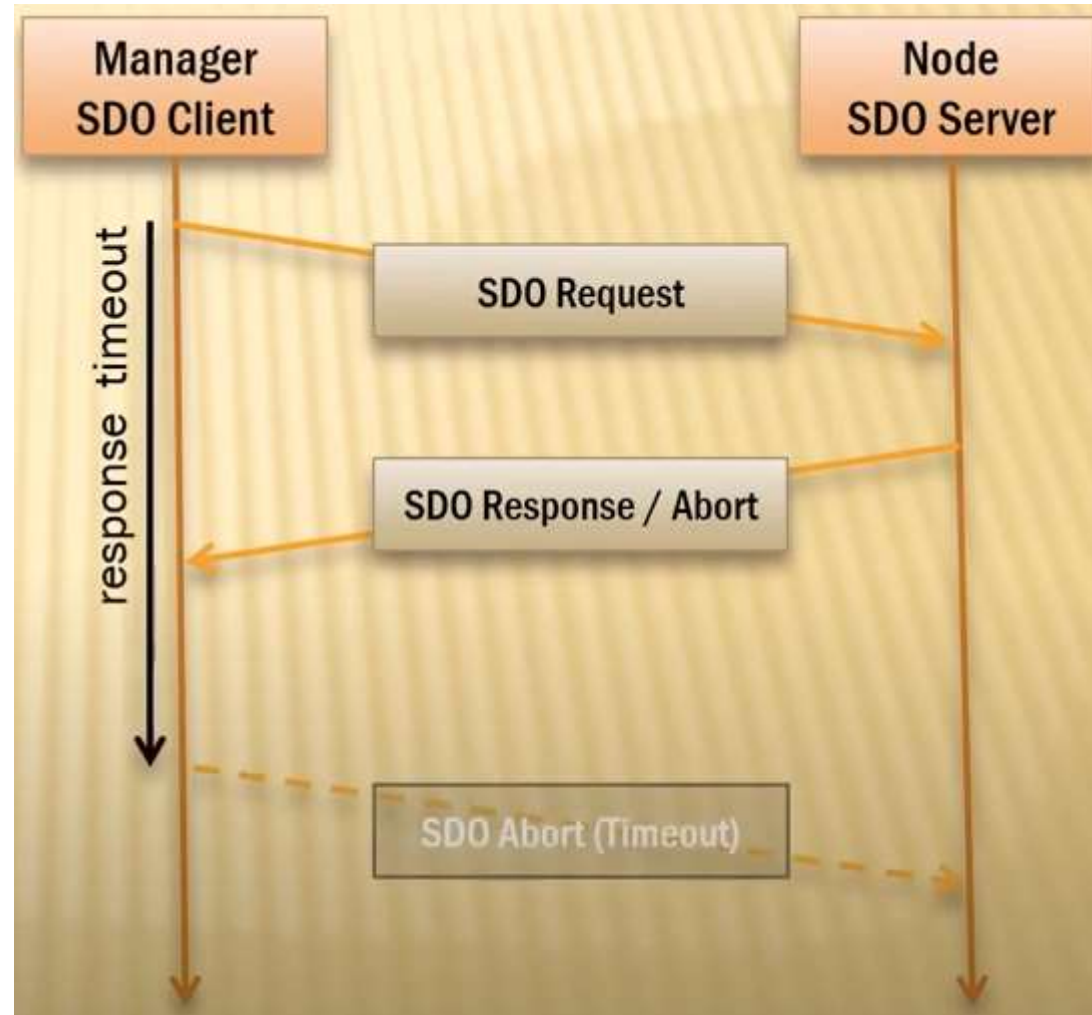 Manager
SDO Client
Node
SDO Server
response timeout
SDO Request
SDO Response / Abort
SDO Abort (Timeout)